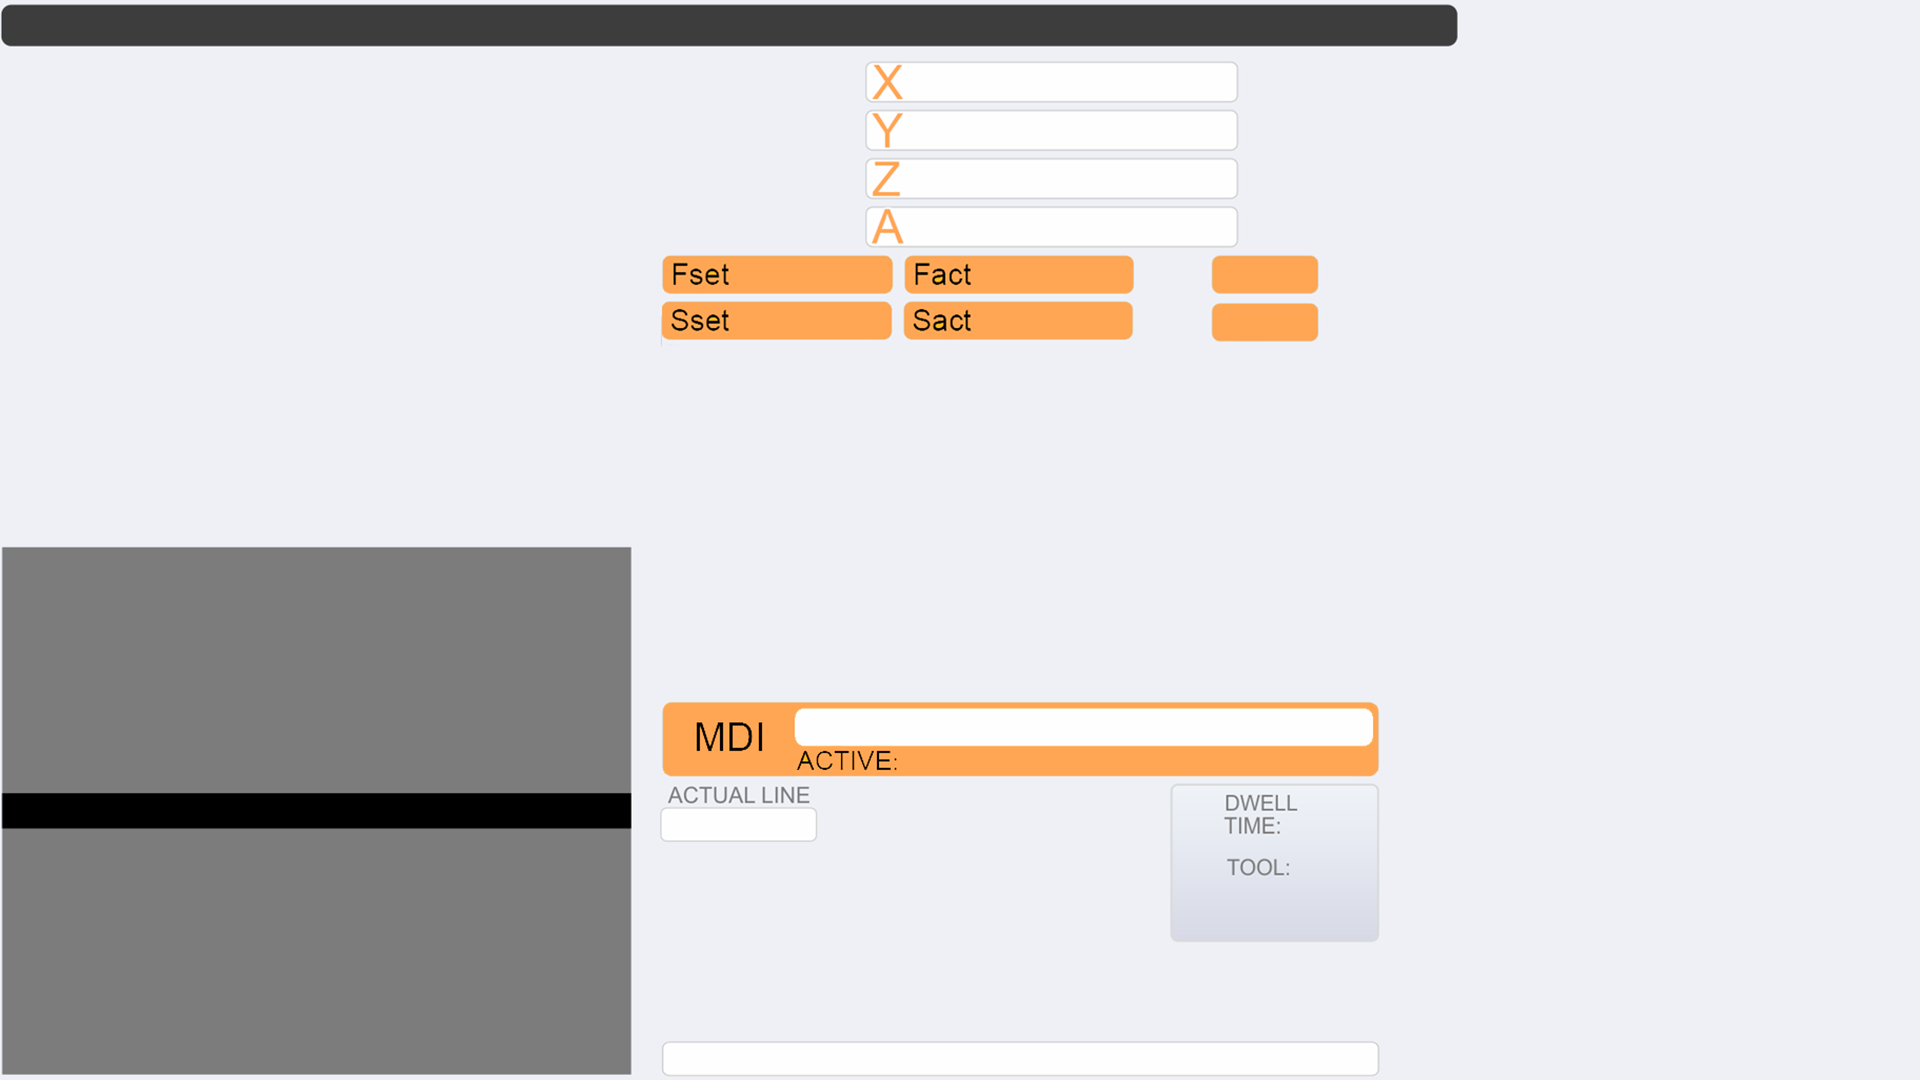 X
Y
Z
A
Fset
Fact
Sset
Sact
MDI
ACTIVE:
ACTUAL LINE
DWELL
TIME:
TOOL: